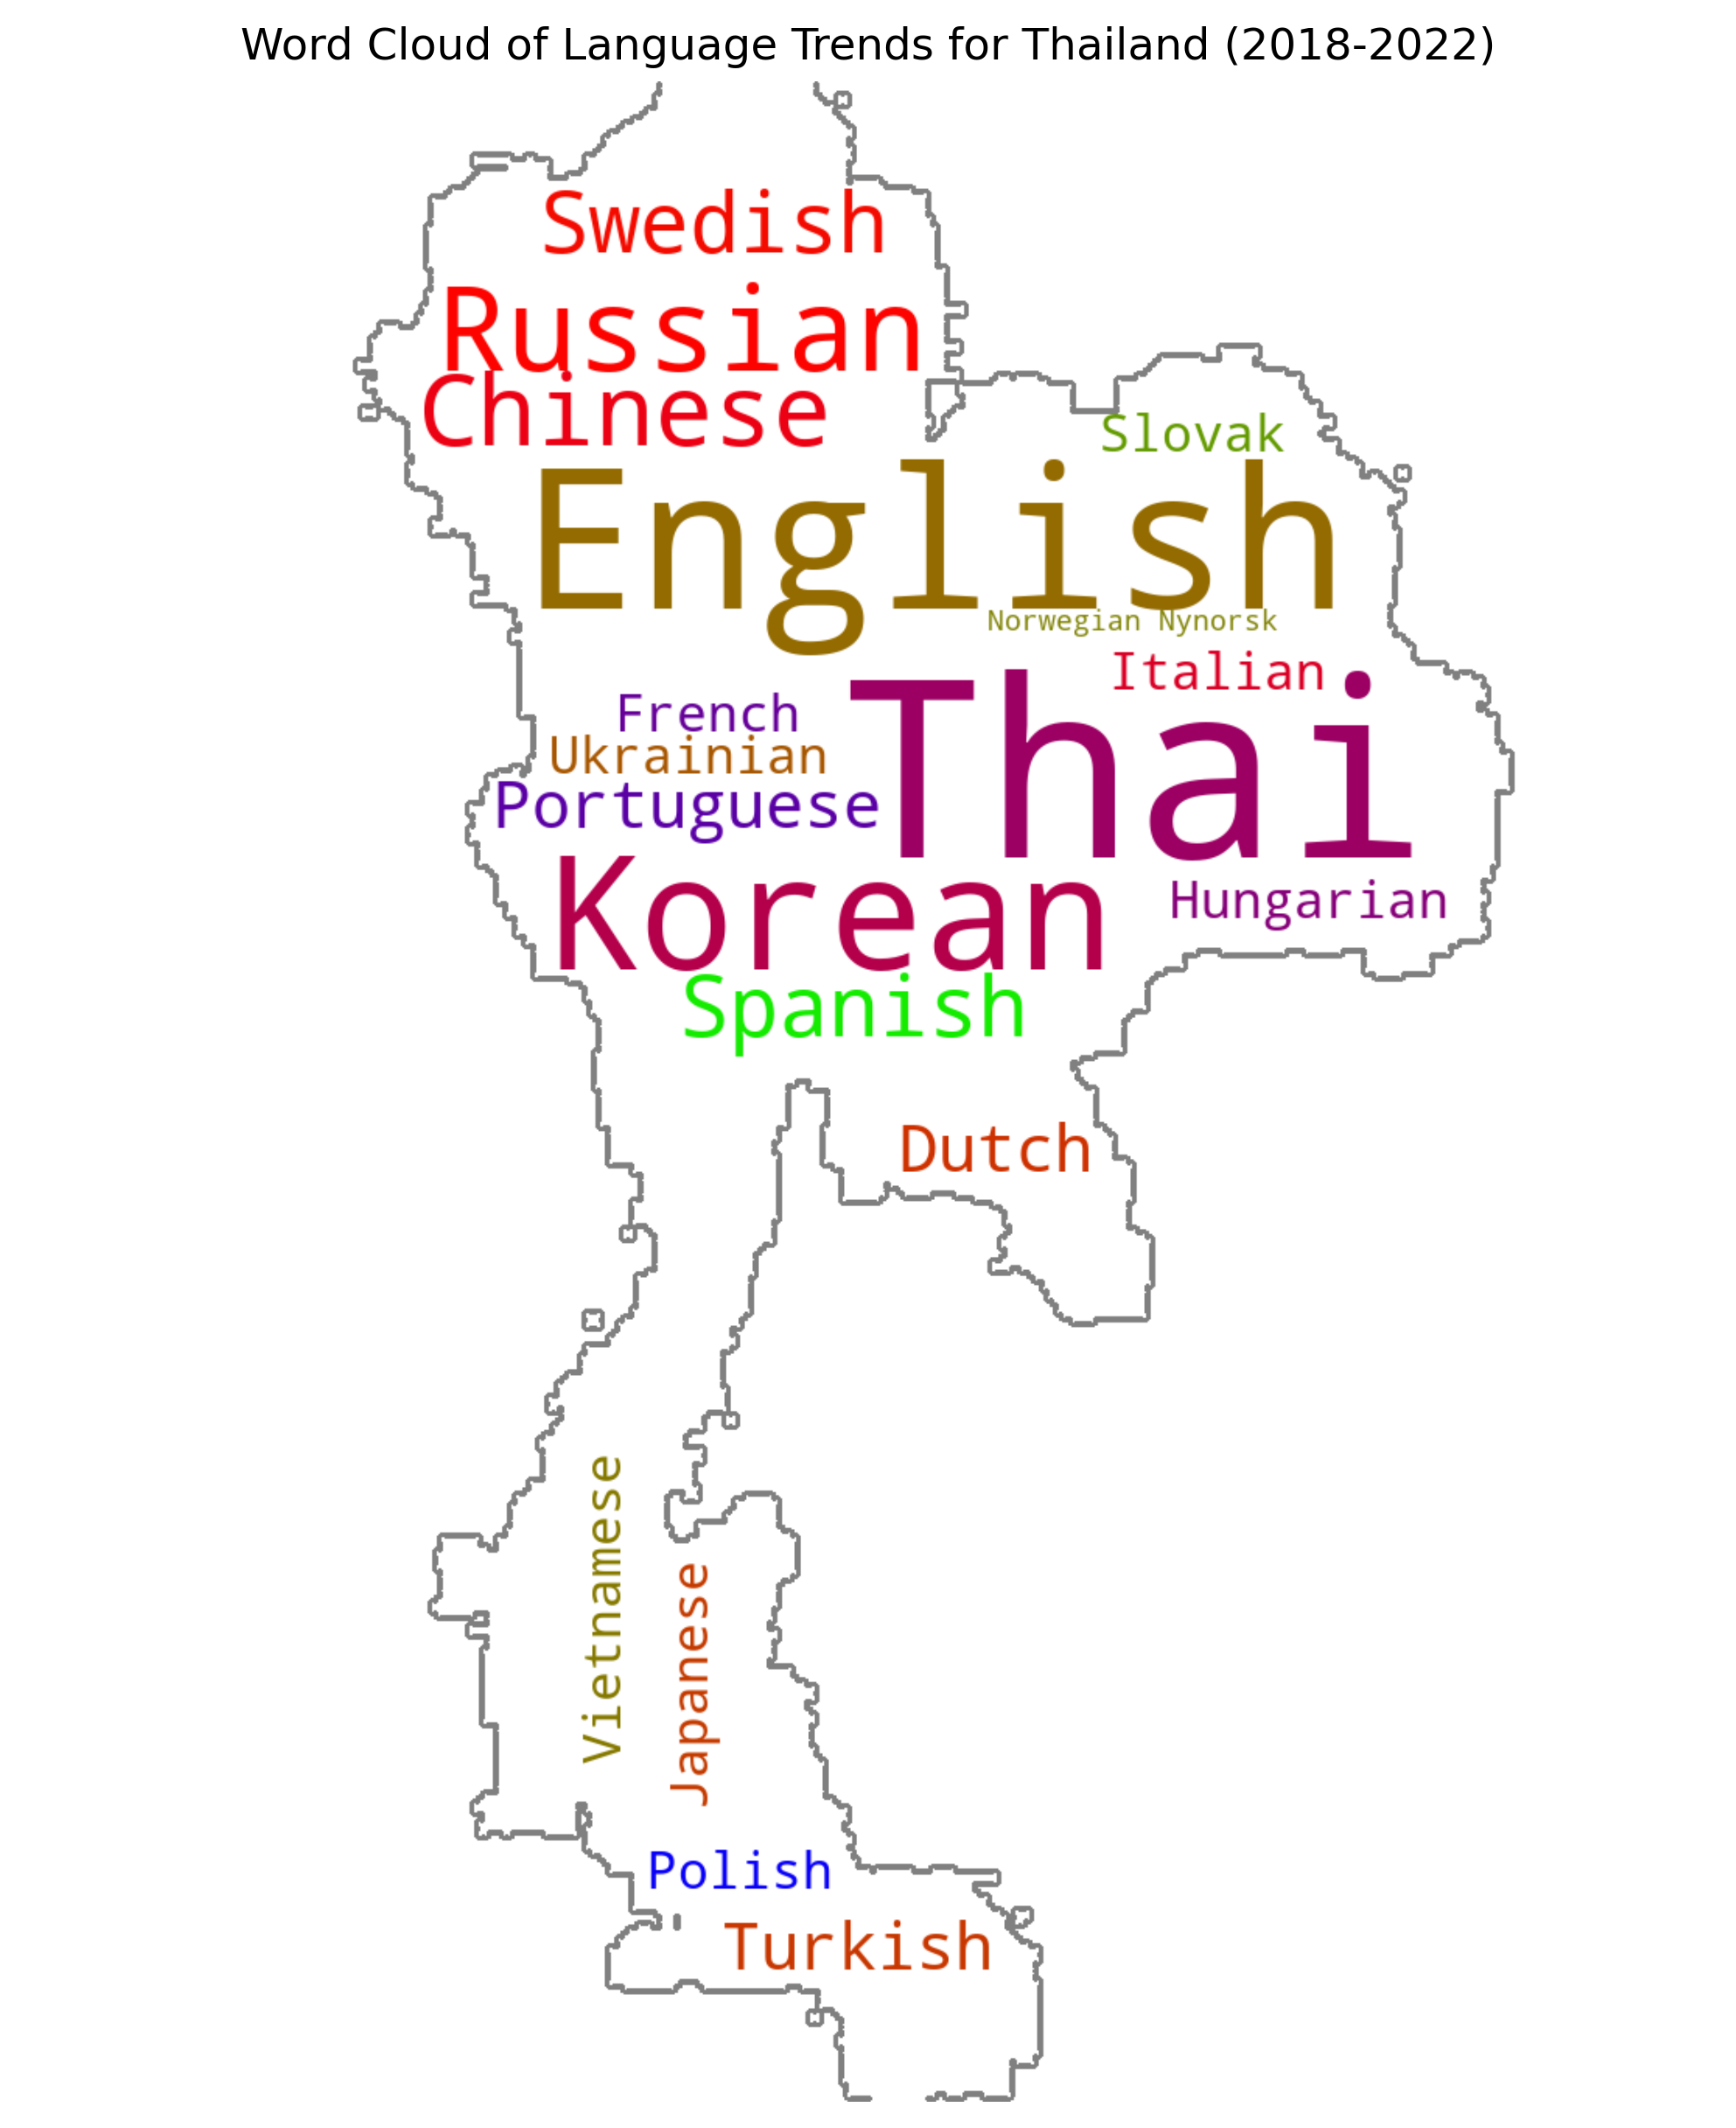 Word Cloud of Language Trends for Thailand (2018-2022)
Swedish
Russian
Chinese
Slovak
English
Norwegian Nynorsk
Italian
Thai
French
Ukrainian
Portuguese
Korean
Hungarian
Spanish
Dutch
Vietnamese
Japanese
Polish
Turkish